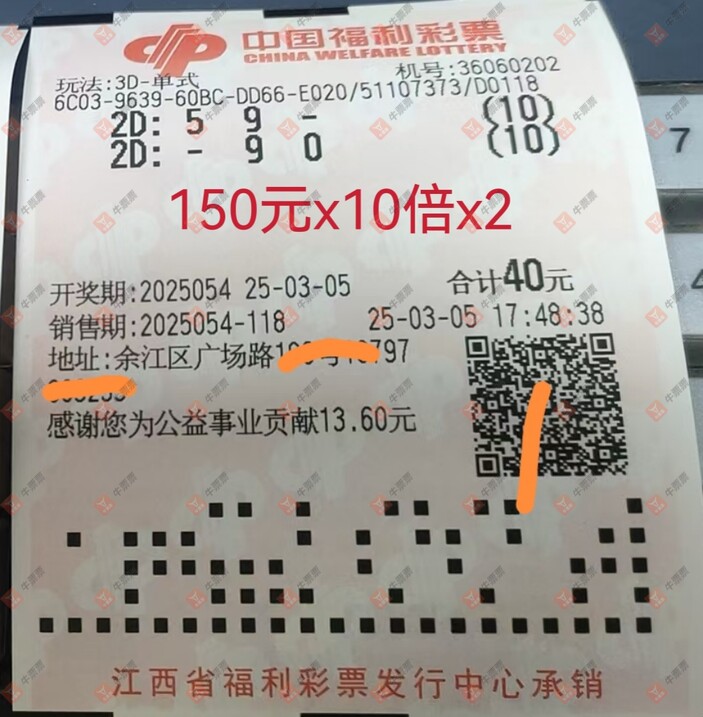 中国福利彩票
CHINA WELFARE LOTTERY
玩法:3D-单式 机号:36060202
6C03-9639-60BC-DD66-E020/51107373/D0118
2D: 5 9 - (10)
2D: - 9 0 (10)
150元x10倍x2
开奖期:2025054 25-03-05 合计40元
销售期:2025054-118 25-03-05 17:48:38
地址:余江区广场路
感谢您为公益事业贡献13.60元
江西省福利彩票发行中心承销
7